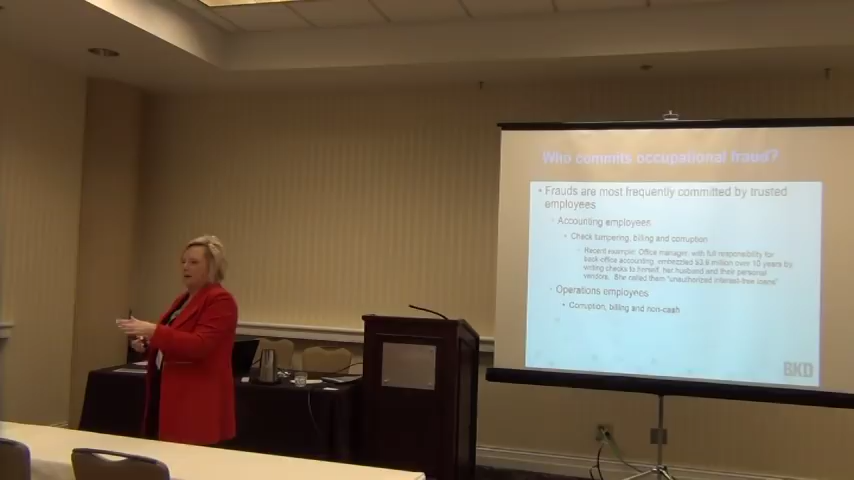 Who commits occupational fraud?
• Frauds are most frequently committed by trusted
employees
Accounting employees
• Check tampering, billing and corruption
Recent example: Office manager, with full responsibility for
back-office accounting, embezzled $3.6 million over 10 years by
writing checks to himself, her husband and their personal
vendors. She called them "unauthorized interest-free loans"
Operations employees
• Corruption, billing and non-cash
BKD